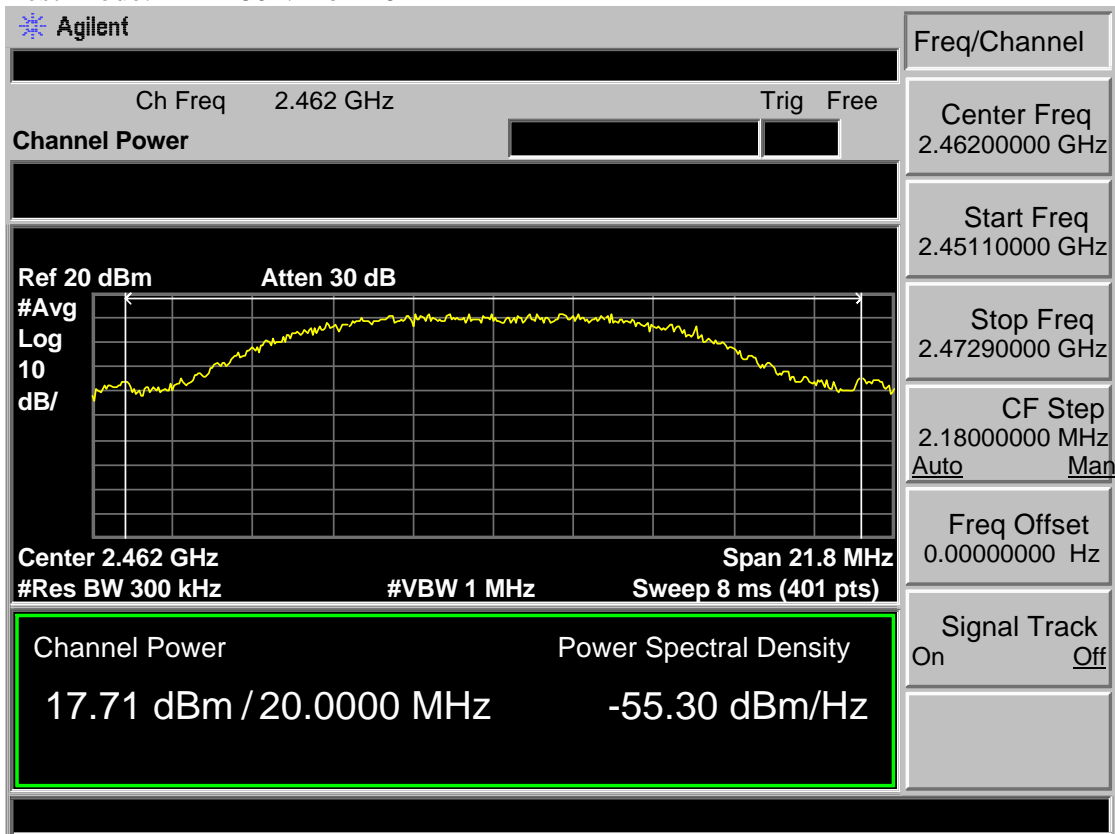 Agilent
Freq/Channel
Ch Freq 2.462 GHz Trig Free
Channel Power
Center Freq
2.46200000 GHz
Start Freq
2.45110000 GHz
Stop Freq
2.47290000 GHz
CF Step
2.18000000 MHz
Auto Man
Freq Offset
0.00000000 Hz
Signal Track
On Off
Ref 20 dBm Atten 30 dB
#Avg
Log
10
dB/
Center 2.462 GHz Span 21.8 MHz
#Res BW 300 kHz #VBW 1 MHz Sweep 8 ms (401 pts)
Channel Power Power Spectral Density
17.71 dBm / 20.0000 MHz -55.30 dBm/Hz